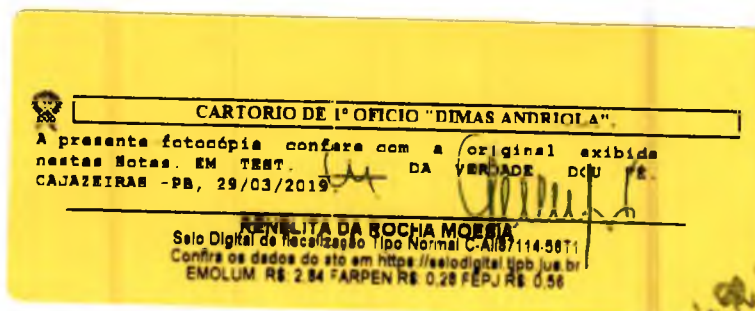 CARTORIO DE 1º OFICIO "DIMAS ANDRIOLA"
A presente fotocópia confere com a original exibida
nestas Notas. EM TEST. DA VERDADE DOU FÉ.
CAJAZEIRAS -PB, 29/03/2019
RENELITA DA ROCHA MOESIA
Selo Digital de fiscalização Tipo Normal C-
Confira os dados do ato em https://selodigital.tjpb.jus.br
EMOLUM R$ 2,84 FARPEN R$ 0,28 FEPJ R$ 0,56